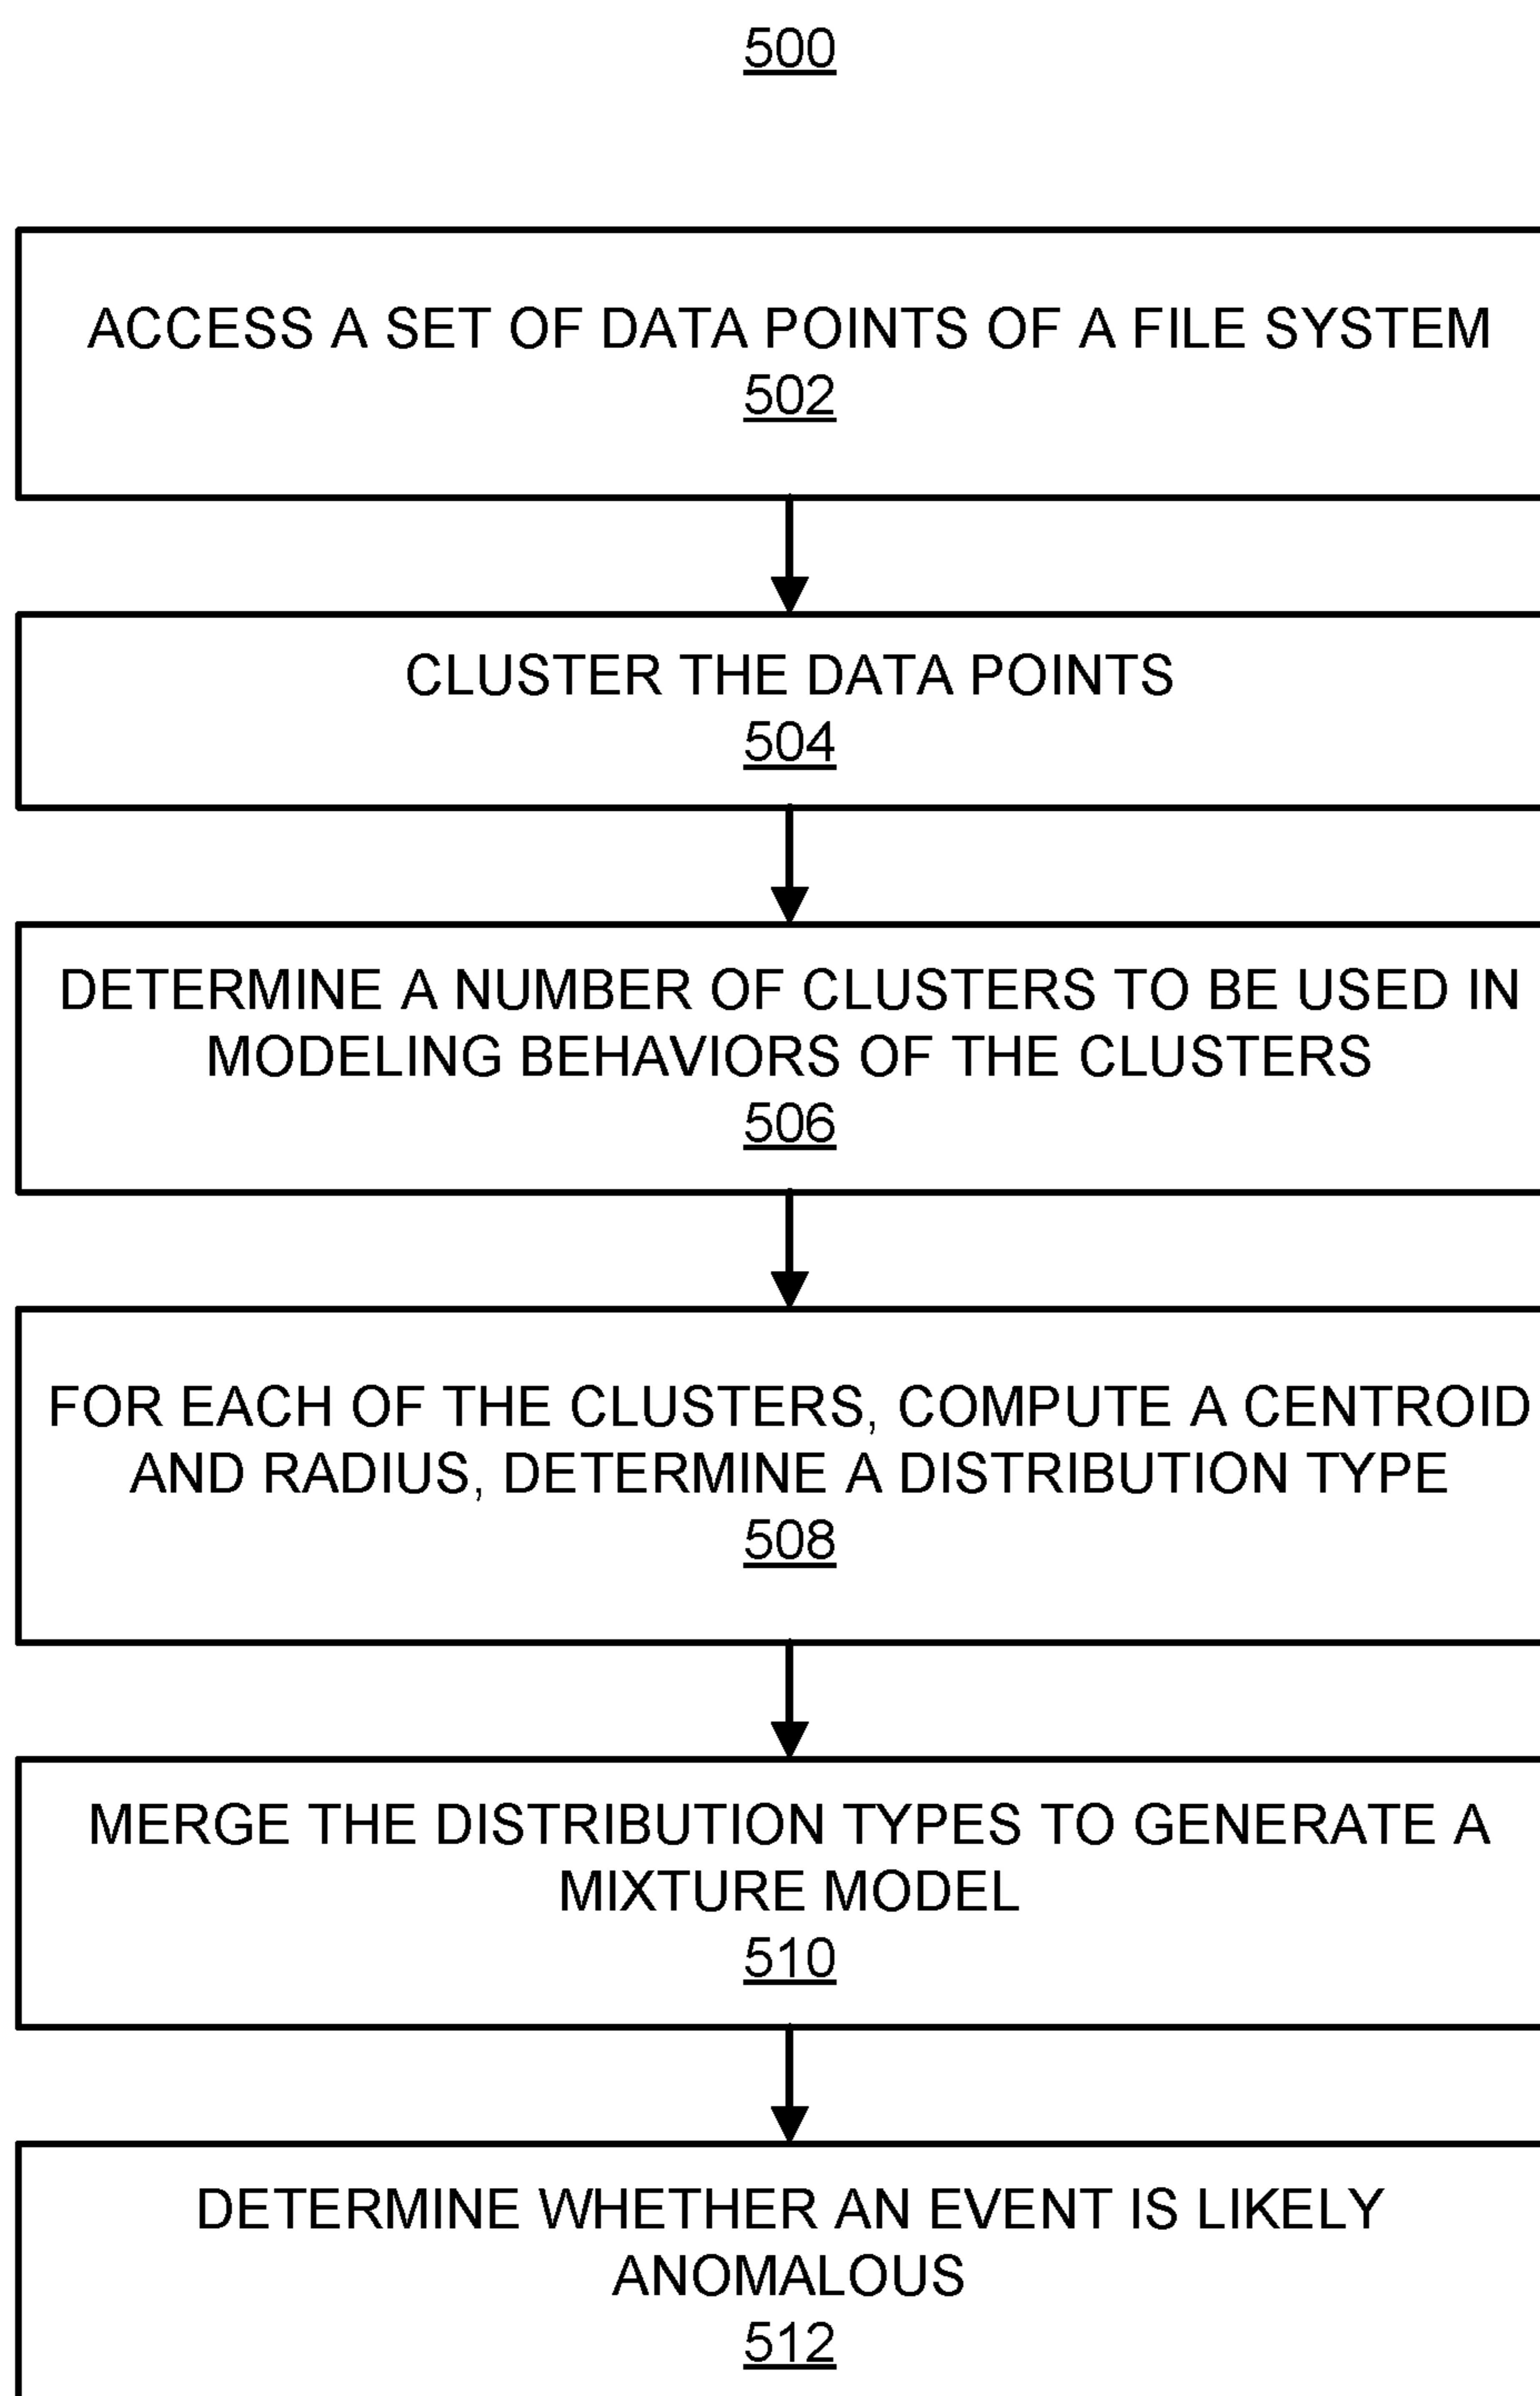 500
ACCESS A SET OF DATA POINTS OF A FILE SYSTEM
502
CLUSTER THE DATA POINTS
504
DETERMINE A NUMBER OF CLUSTERS TO BE USED IN
MODELING BEHAVIORS OF THE CLUSTERS
506
FOR EACH OF THE CLUSTERS, COMPUTE A CENTROID
AND RADIUS, DETERMINE A DISTRIBUTION TYPE
508
MERGE THE DISTRIBUTION TYPES TO GENERATE A
MIXTURE MODEL
510
DETERMINE WHETHER AN EVENT IS LIKELY
ANOMALOUS
512